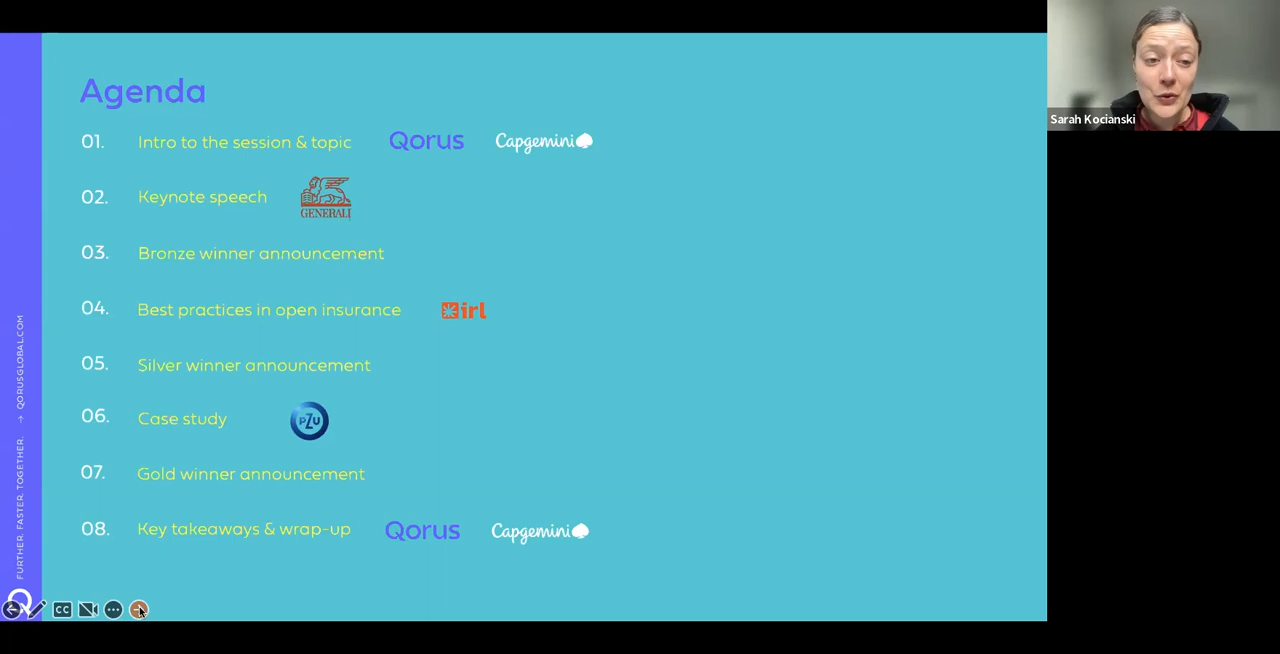 Agenda
01. Intro to the session & topic Qorus Capgemini
02. Keynote speech GENERALI
03. Bronze winner announcement
04. Best practices in open insurance irl
05. Silver winner announcement
06. Case study PZU
07. Gold winner announcement
08. Key takeaways & wrap-up Qorus Capgemini
FURTHER. FASTER. TOGETHER. → QORUSGLOBAL.COM
CC
Sarah Kocianski